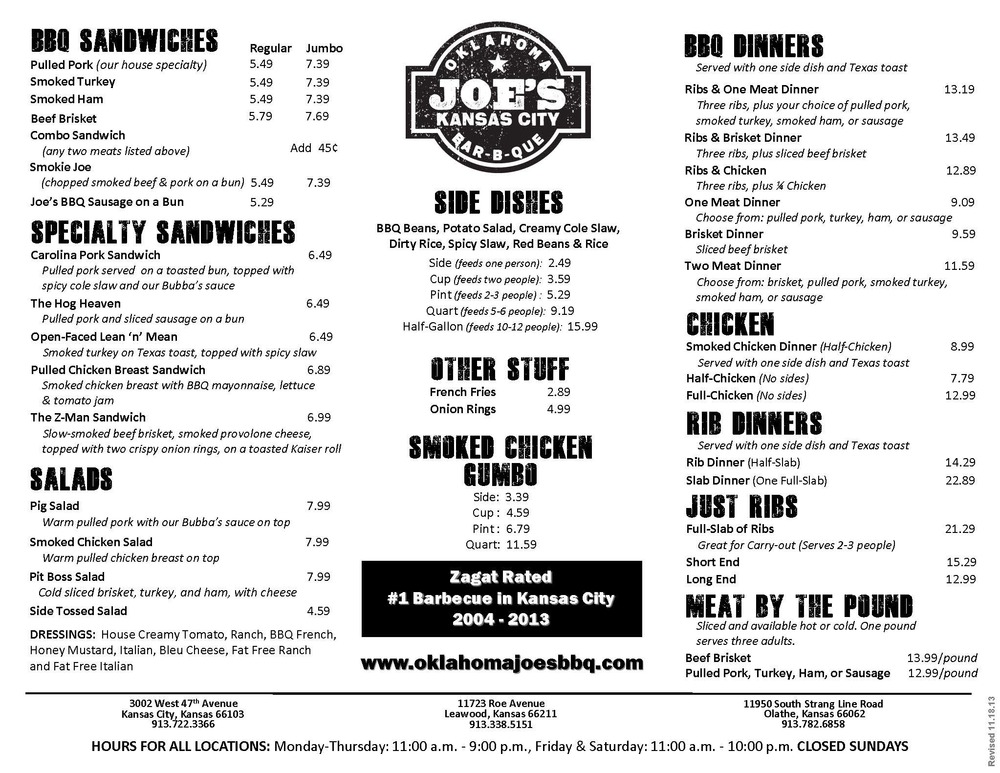 BBQ SANDWICHES
Regular Jumbo
Pulled Pork (our house specialty) 5.49 7.39
Smoked Turkey 5.49 7.39
Smoked Ham 5.49 7.39
Beef Brisket 5.79 7.69
Combo Sandwich
(any two meats listed above) Add 45¢
Smokie Joe
(chopped smoked beef & pork on a bun) 5.49 7.39
Joe's BBQ Sausage on a Bun 5.29
SPECIALTY SANDWICHES
Carolina Pork Sandwich 6.49
Pulled pork served on a toasted bun, topped with
spicy cole slaw and our Bubba's sauce
The Hog Heaven 6.49
Pulled pork and sliced sausage on a bun
Open-Faced Lean 'n' Mean 6.49
Smoked turkey on Texas toast, topped with spicy slaw
Pulled Chicken Breast Sandwich 6.89
Smoked chicken breast with BBQ mayonnaise, lettuce
& tomato jam
The Z-Man Sandwich 6.99
Slow-smoked beef brisket, smoked provolone cheese,
topped with two crispy onion rings, on a toasted Kaiser roll
SALADS
Pig Salad 7.99
Warm pulled pork with our Bubba's sauce on top
Smoked Chicken Salad 7.99
Warm pulled chicken breast on top
Pit Boss Salad 7.99
Cold sliced brisket, turkey, and ham, with cheese
Side Tossed Salad 4.59
DRESSINGS: House Creamy Tomato, Ranch, BBQ French,
Honey Mustard, Italian, Bleu Cheese, Fat Free Ranch
and Fat Free Italian
OKLAHOMA
JOE'S
KANSAS CITY
BAR-B-QUE
SIDE DISHES
BBQ Beans, Potato Salad, Creamy Cole Slaw,
Dirty Rice, Spicy Slaw, Red Beans & Rice
Side (feeds one person): 2.49
Cup (feeds two people): 3.59
Pint (feeds 2-3 people) : 5.29
Quart (feeds 5-6 people): 9.19
Half-Gallon (feeds 10-12 people): 15.99
OTHER STUFF
French Fries 2.89
Onion Rings 4.99
SMOKED CHICKEN
GUMBO
Side: 3.39
Cup : 4.59
Pint : 6.79
Quart: 11.59
Zagat Rated
#1 Barbecue in Kansas City
2004 - 2013
www.oklahomajoesbbq.com
BBQ DINNERS
Served with one side dish and Texas toast
Ribs & One Meat Dinner 13.19
Three ribs, plus your choice of pulled pork,
smoked turkey, smoked ham, or sausage
Ribs & Brisket Dinner 13.49
Three ribs, plus sliced beef brisket
Ribs & Chicken 12.89
Three ribs, plus ¼ Chicken
One Meat Dinner 9.09
Choose from: pulled pork, turkey, ham, or sausage
Brisket Dinner 9.59
Sliced beef brisket
Two Meat Dinner 11.59
Choose from: brisket, pulled pork, smoked turkey,
smoked ham, or sausage
CHICKEN
Smoked Chicken Dinner (Half-Chicken) 8.99
Served with one side dish and Texas toast
Half-Chicken (No sides) 7.79
Full-Chicken (No sides) 12.99
RIB DINNERS
Served with one side dish and Texas toast
Rib Dinner (Half-Slab) 14.29
Slab Dinner (One Full-Slab) 22.89
JUST RIBS
Full-Slab of Ribs 21.29
Great for Carry-out (Serves 2-3 people)
Short End 15.29
Long End 12.99
MEAT BY THE POUND
Sliced and available hot or cold. One pound
serves three adults.
Beef Brisket 13.99/pound
Pulled Pork, Turkey, Ham, or Sausage 12.99/pound
3002 West 47th Avenue
Kansas City, Kansas 66103
913.722.3366
11723 Roe Avenue
Leawood, Kansas 66211
913.338.5151
11950 South Strang Line Road
Olathe, Kansas 66062
913.782.6858
HOURS FOR ALL LOCATIONS: Monday-Thursday: 11:00 a.m. - 9:00 p.m., Friday & Saturday: 11:00 a.m. - 10:00 p.m. CLOSED SUNDAYS
Revised 11.18.13